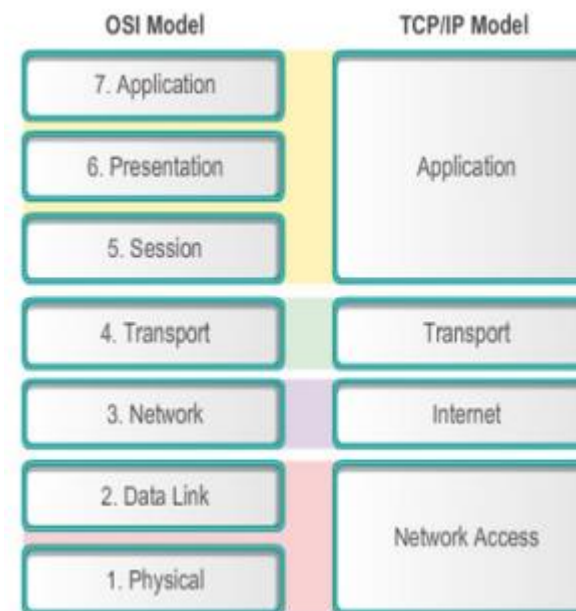 OSI Model
TCP/IP Model
7. Application
6. Presentation
5. Session
4. Transport
3. Network
2. Data Link
1. Physical
Application
Transport
Internet
Network Access